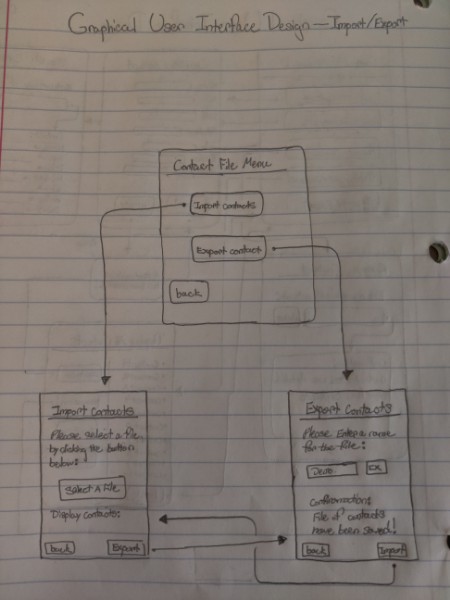 Graphical User Interface Design - Import/Export
Contact File Menu
Import contacts
Export contact
back
Import Contacts
Please select a file
by clicking the button
below:
Select A File
Display Contacts:
back
Export
Export Contacts
Please Enter a name
for the file:
Demo
OK
Confirmation:
File of contacts
have been saved!
back
Import